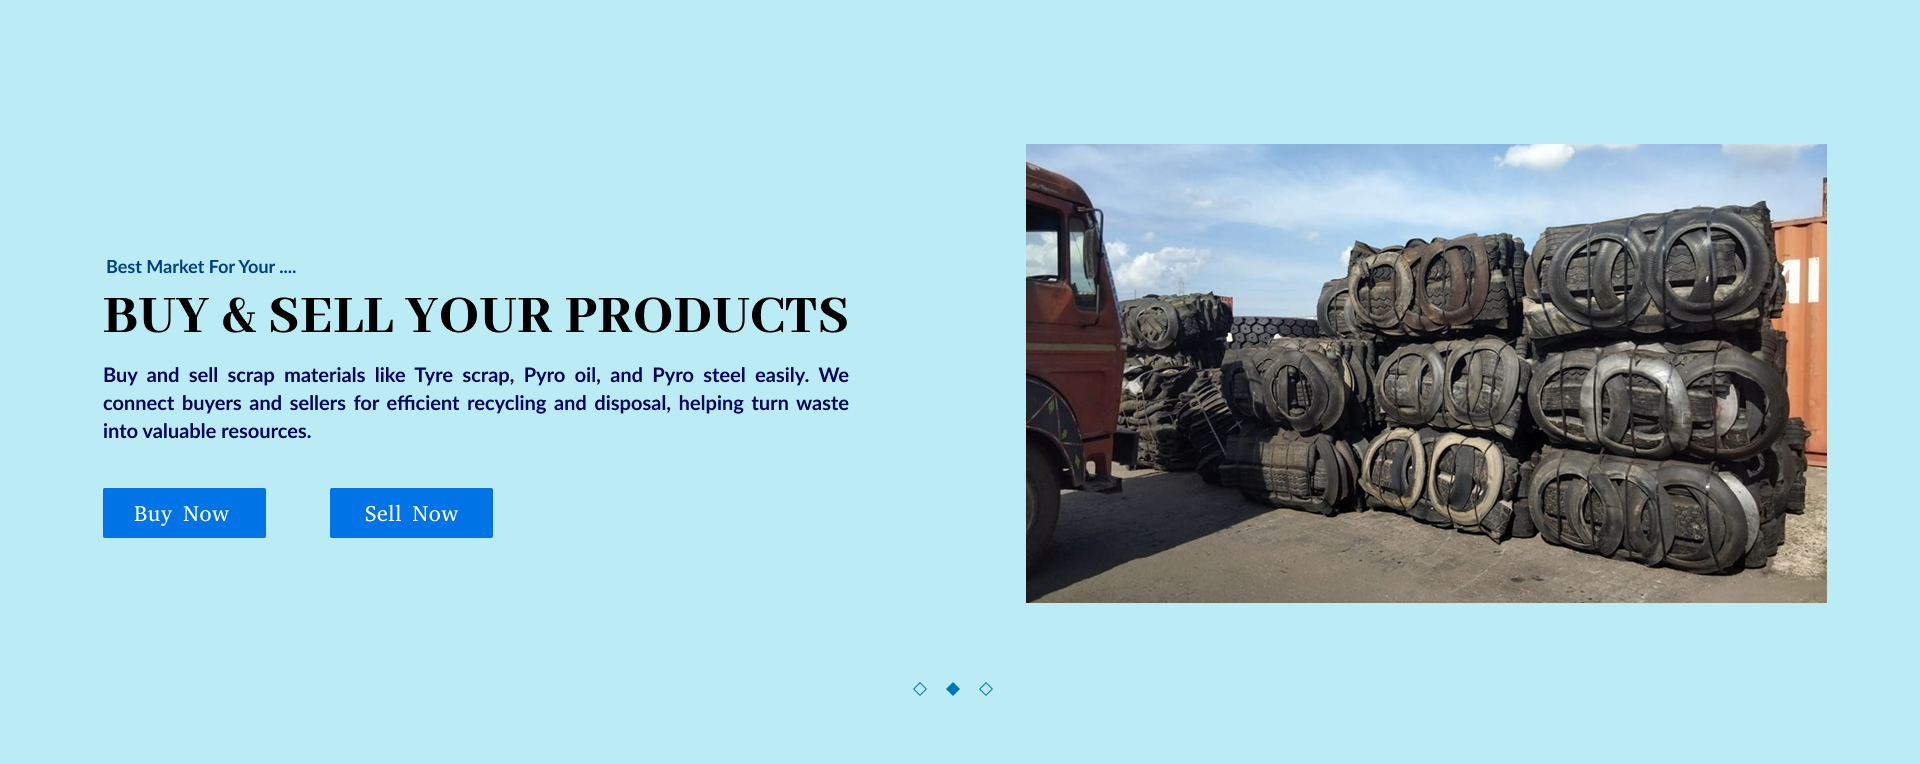 Best Market For Your ....
BUY & SELL YOUR PRODUCTS
Buy and sell scrap materials like Tyre scrap, Pyro oil, and Pyro steel easily. We
connect buyers and sellers for efficient recycling and disposal, helping turn waste
into valuable resources.
Buy Now
Sell Now